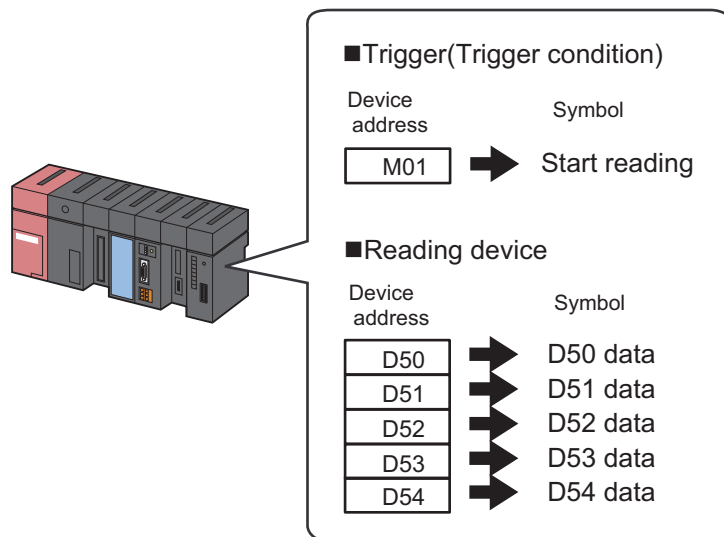 ■Trigger(Trigger condition)
Device address Symbol
M01 Start reading
■Reading device
Device address Symbol
D50 D50 data
D51 D51 data
D52 D52 data
D53 D53 data
D54 D54 data